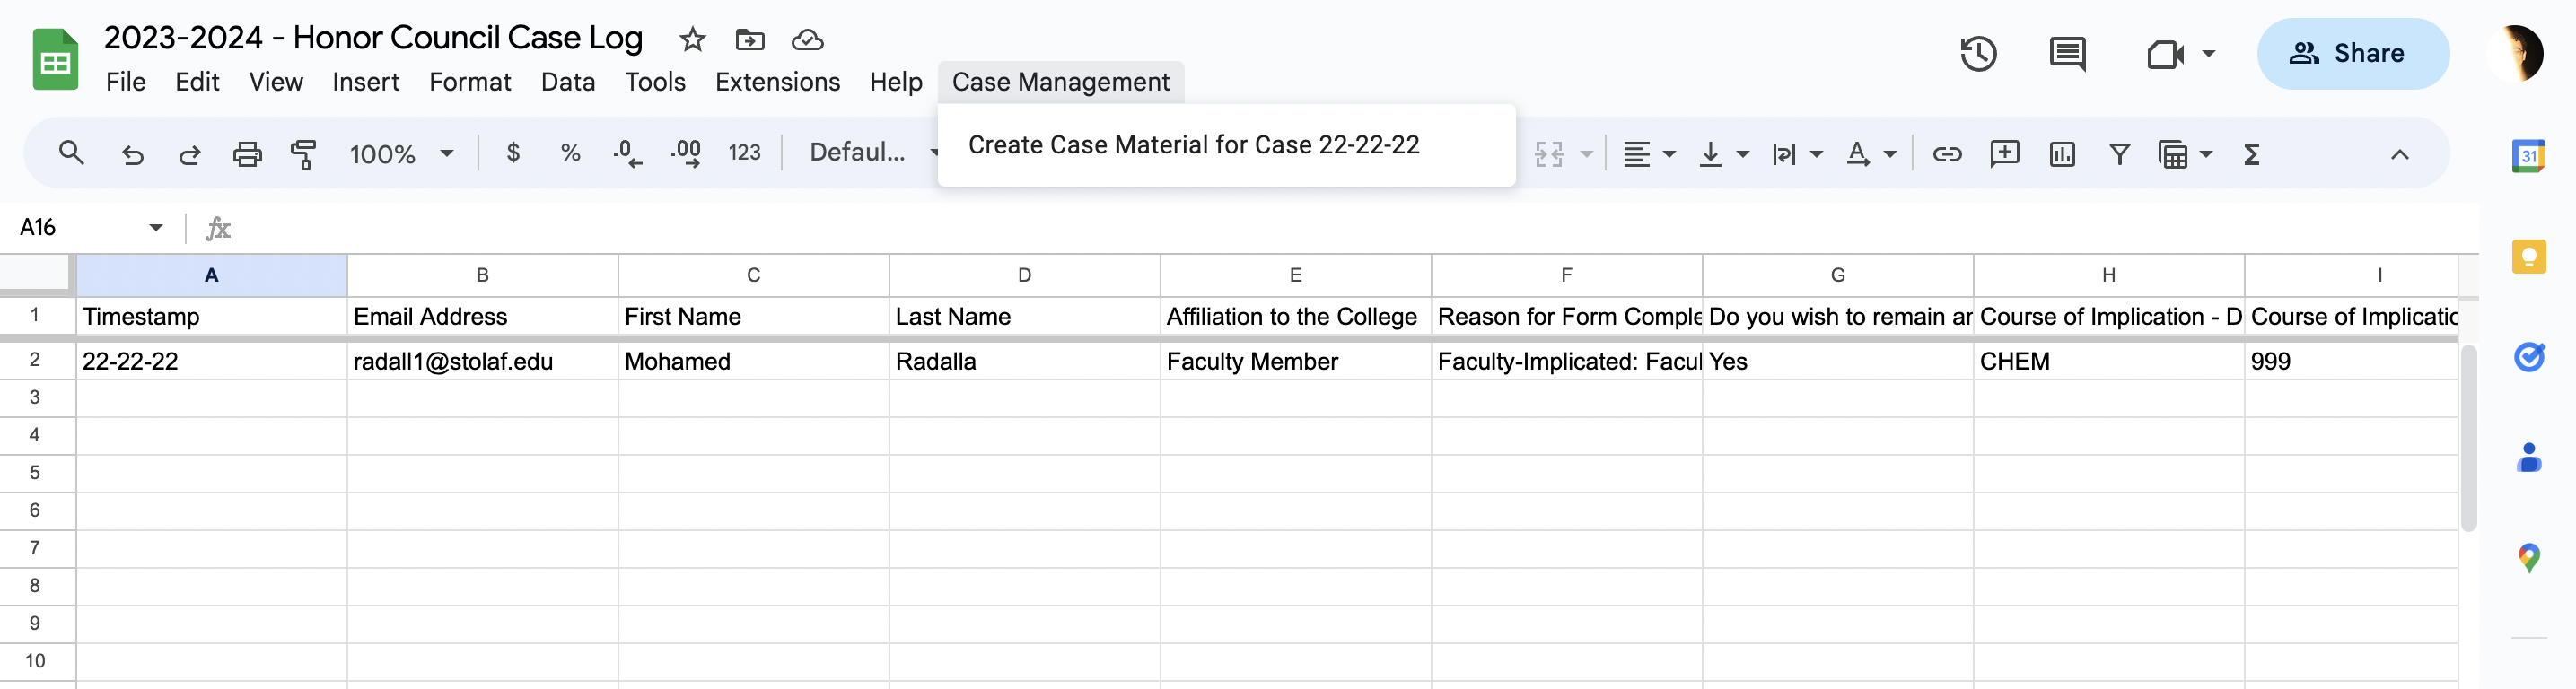 2023-2024 - Honor Council Case Log
File Edit View Insert Format Data Tools Extensions Help Case Management
Share
Create Case Material for Case 22-22-22
100% $ % .0 .00 123 Defaul...
31
A16 fx
A B C D E F G H I
1 Timestamp Email Address First Name Last Name Affiliation to the College Reason for Form Comple Do you wish to remain an Course of Implication - D Course of Implicatio
2 22-22-22 radall1@stolaf.edu Mohamed Radalla Faculty Member Faculty-Implicated: Facul Yes CHEM 999
3
4
5
6
7
8
9
10